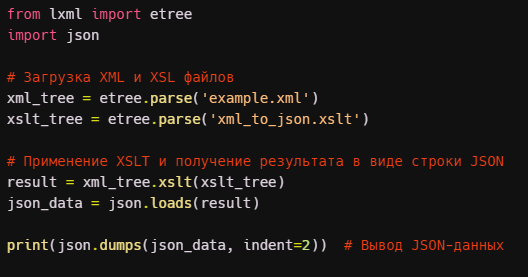 from lxml import etree
import json

# Загрузка XML и XSL файлов
xml_tree = etree.parse('example.xml')
xslt_tree = etree.parse('xml_to_json.xslt')

# Применение XSLT и получение результата в виде строки JSON
result = xml_tree.xslt(xslt_tree)
json_data = json.loads(result)

print(json.dumps(json_data, indent=2))  # Вывод JSON-данных